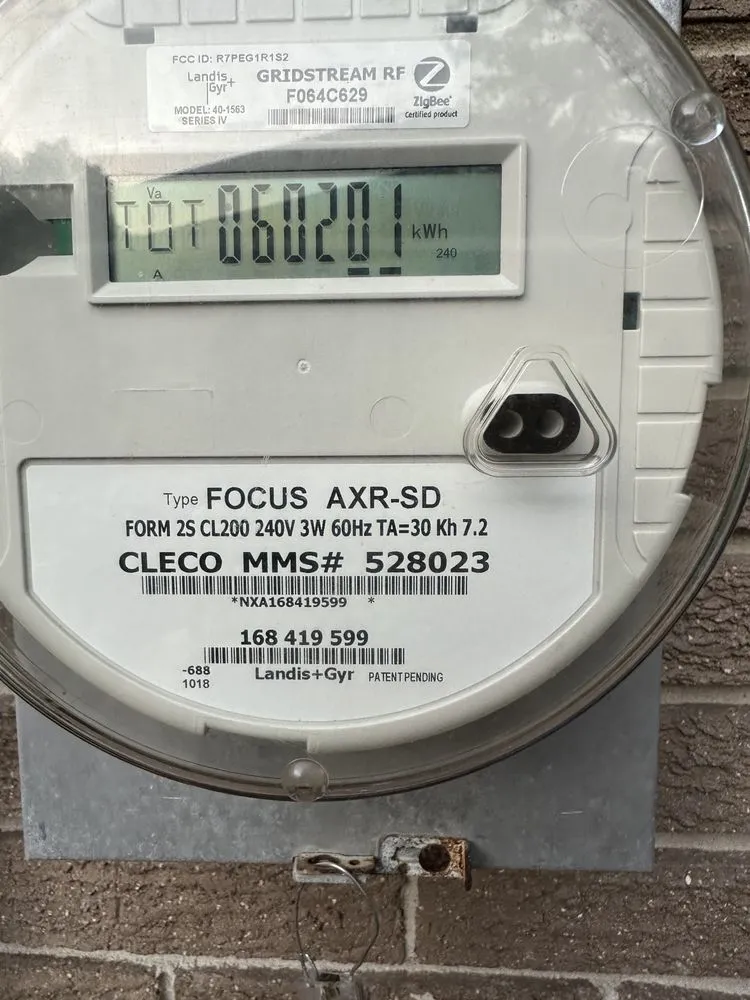 FCC ID: R7PEG1R1S2
Landis+
Gyr
GRIDSTREAM RF
F064C629
MODEL: 40-1563
SERIES IV
ZigBee®
Certified product
Va
TOT 060201 kWh
240
A
Type FOCUS AXR-SD
FORM 2S CL200 240V 3W 60Hz TA=30 Kh 7.2
CLECO MMS# 528023
*NXA168419599 *
168 419 599
-688
1018
Landis+Gyr PATENT PENDING